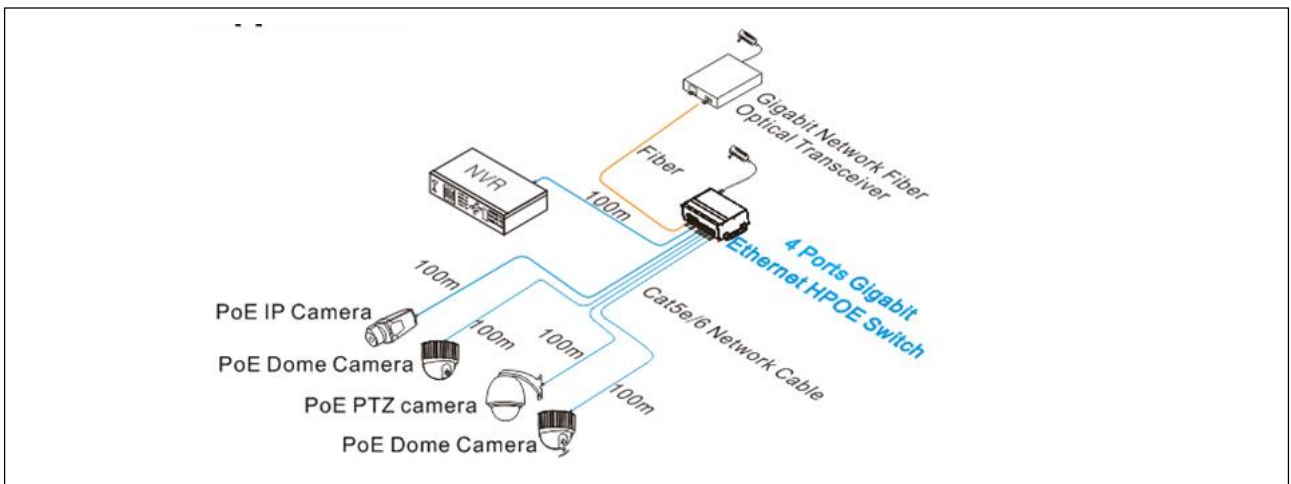 Gigabit Network Fiber
Optical Transceiver
Fiber
NVR
100m
4 Ports Gigabit
Ethernet HPOE Switch
100m
Cat5e/6 Network Cable
PoE IP Camera
100m
100m
PoE Dome Camera
100m
PoE PTZ camera
PoE Dome Camera